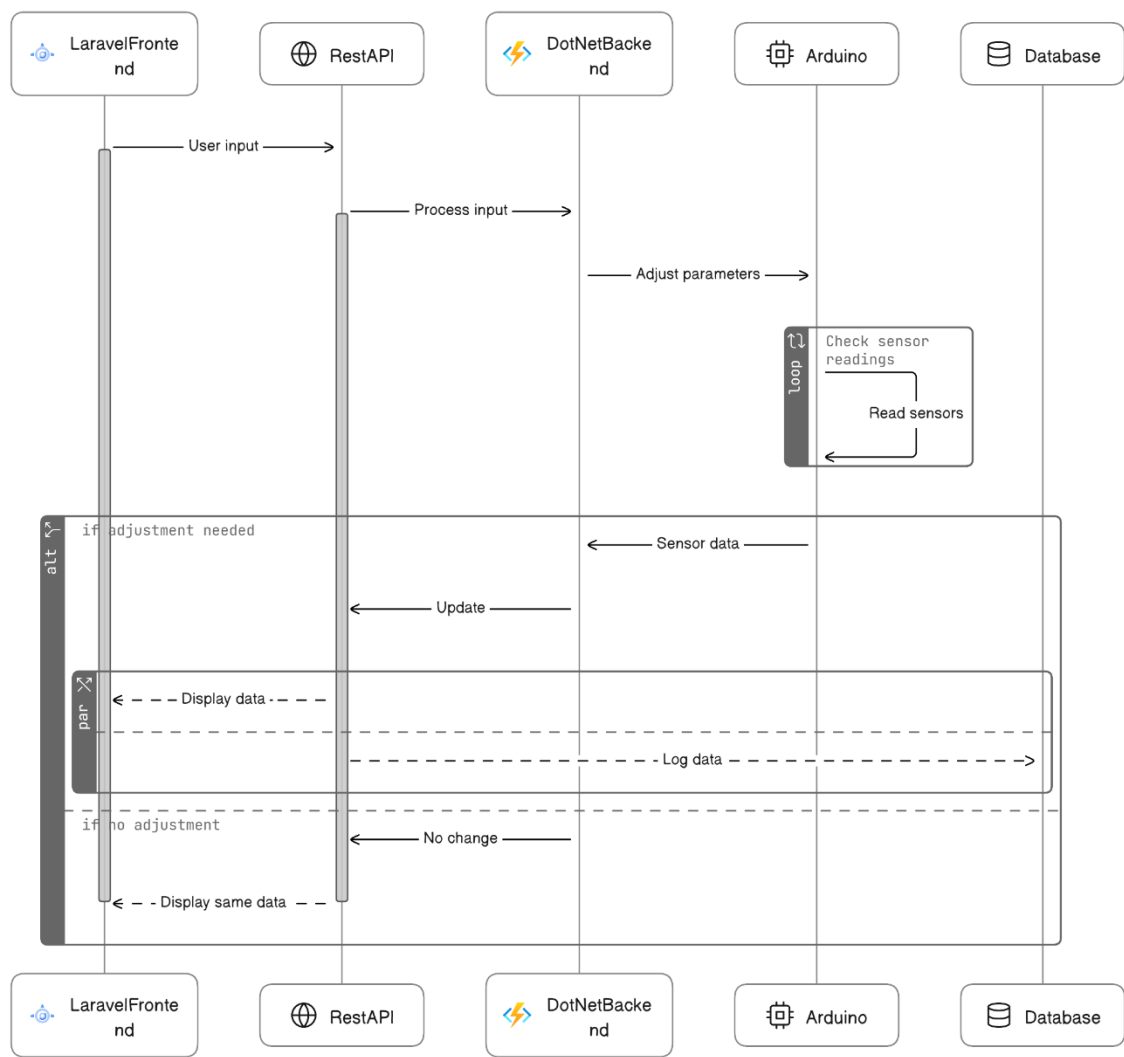 LaravelFronte
nd
RestAPI
DotNetBacke
nd
Arduino
Database
User input
Process input
Adjust parameters
loop
Check sensor
readings
Read sensors
alt
if adjustment needed
Sensor data
Update
par
Display data
Log data
if no adjustment
No change
Display same data
LaravelFronte
nd
RestAPI
DotNetBacke
nd
Arduino
Database